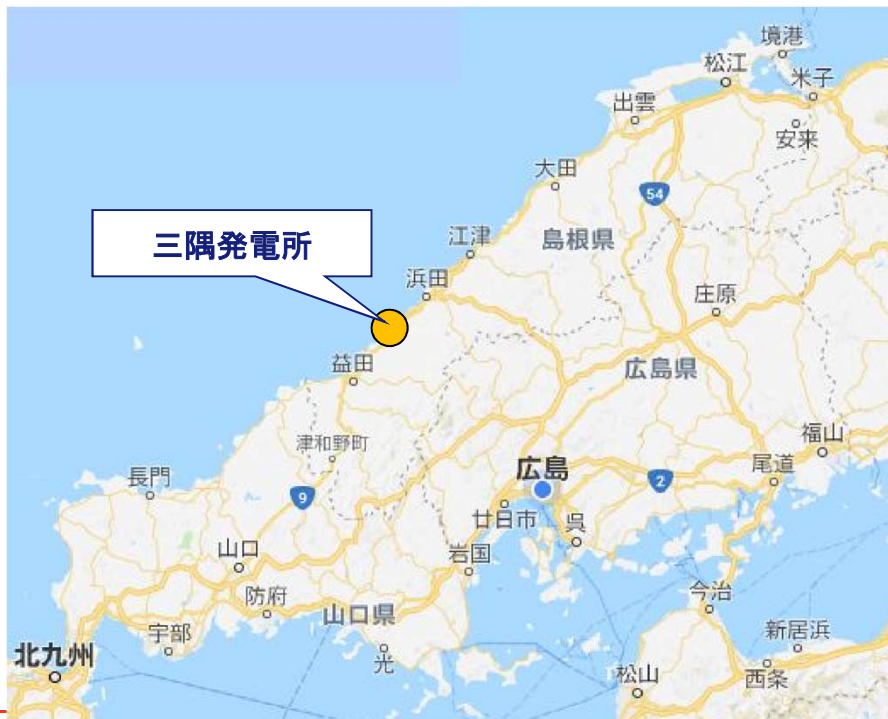 境港
松江
米子
出雲
安来
大田
54
三隅発電所
江津
島根県
浜田
庄原
益田
広島県
津和野町
福山
広島
尾道
長門
2
9
廿日市
呉
山口
岩国
今治
防府
山口県
宇部
新居浜
北九州
光
松山
西条